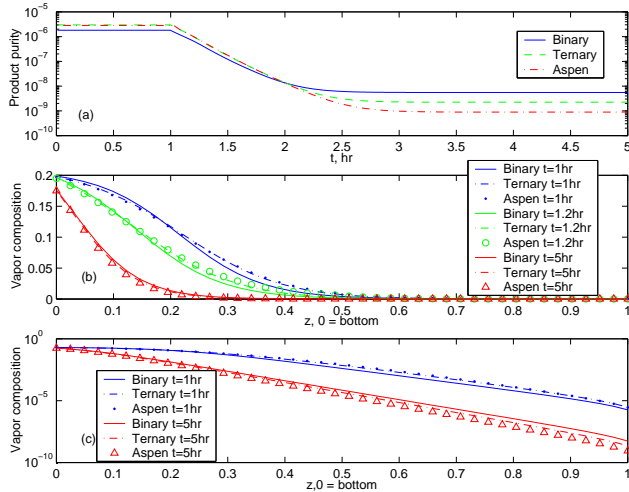 10^-5
10^-6
10^-7
10^-8
10^-9
10^-10
Product purity
(a)
Binary
Ternary
Aspen
0 0.5 1 1.5 2 2.5 3 3.5 4 4.5 5
t, hr
0.2
0.15
0.1
0.05
0
Vapor composition
(b)
Binary t=1hr
Ternary t=1hr
Aspen t=1hr
Binary t=1.2hr
Ternary t=1.2hr
Aspen t=1.2hr
Binary t=5hr
Ternary t=5hr
Aspen t=5hr
0 0.1 0.2 0.3 0.4 0.5 0.6 0.7 0.8 0.9 1
z, 0 = bottom
10^0
10^-5
10^-10
Vapor composition
(c)
Binary t=1hr
Ternary t=1hr
Aspen t=1hr
Binary t=5hr
Ternary t=5hr
Aspen t=5hr
0 0.1 0.2 0.3 0.4 0.5 0.6 0.7 0.8 0.9 1
z,0 = bottom